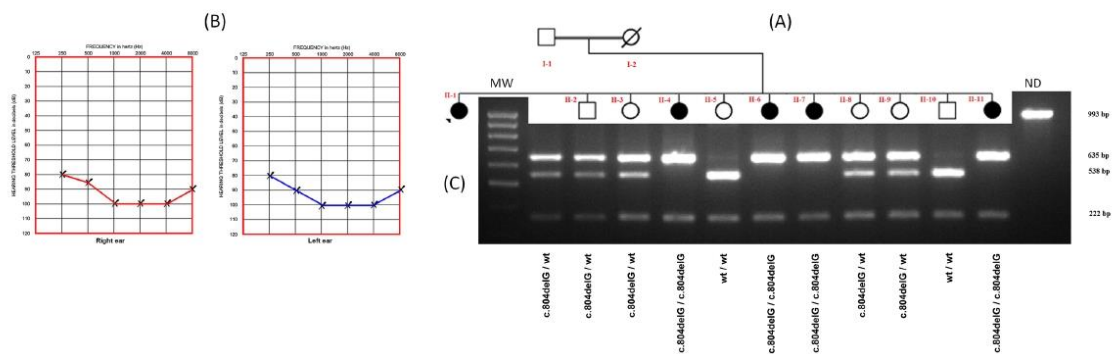 (B)
(A)
FREQUENCY in hertz (Hz)
125 250 500 1000 2000 4000 8000
HEARING THRESHOLD LEVEL in decibels (dB)
0
10
20
30
40
50
60
70
80
90
100
110
120
Right ear
FREQUENCY in hertz (Hz)
125 250 500 1000 2000 4000 8000
HEARING THRESHOLD LEVEL in decibels (dB)
0
10
20
30
40
50
60
70
80
90
100
110
120
Left ear
I-1 I-2
MW
ND
II-1 II-2 II-3 II-4 II-5 II-6 II-7 II-8 II-9 II-10 II-11
993 bp
635 bp
(C)
538 bp
222 bp
c.804delG / wt
c.804delG / wt
c.804delG / wt
c.804delG / c.804delG
wt / wt
c.804delG / c.804delG
c.804delG / c.804delG
c.804delG / wt
c.804delG / wt
wt / wt
c.804delG / c.804delG